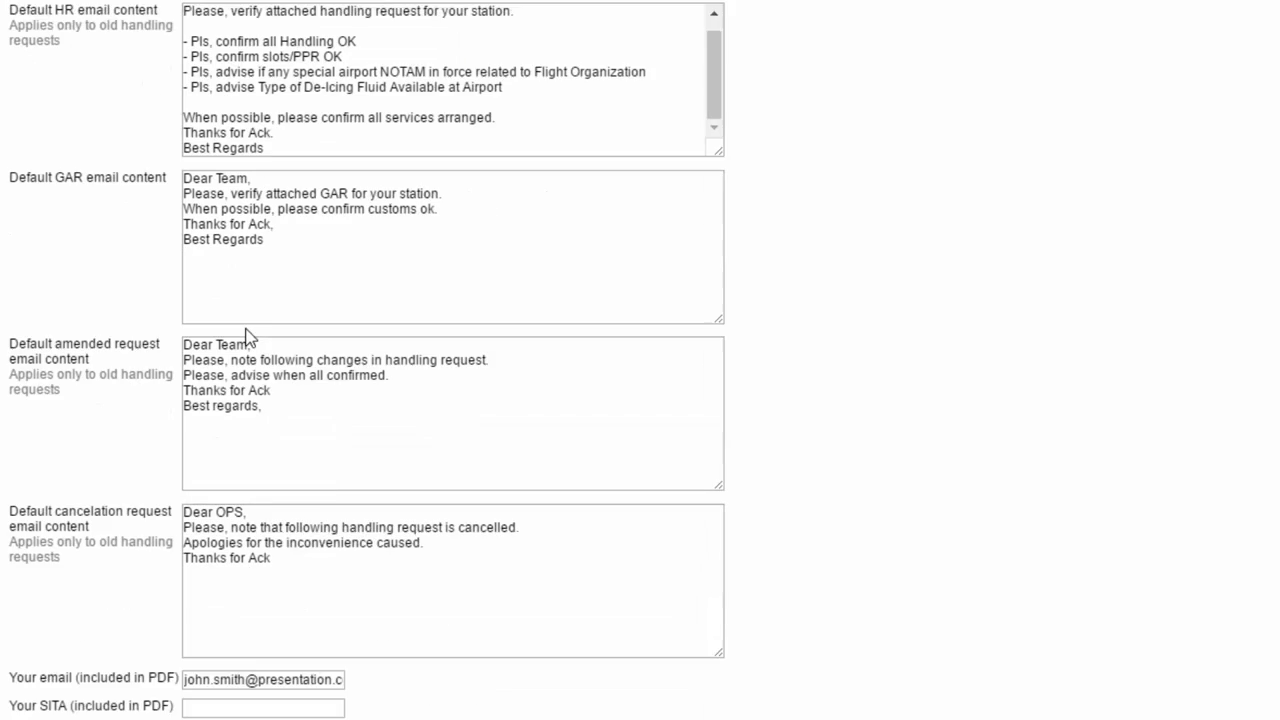 Default HR email content
Applies only to old handling
requests
Please, verify attached handling request for your station.
- Pls, confirm all Handling OK
- Pls, confirm slots/PPR OK
- Pls, advise if any special airport NOTAM in force related to Flight Organization
- Pls, advise Type of De-Icing Fluid Available at Airport
When possible, please confirm all services arranged.
Thanks for Ack.
Best Regards
Default GAR email content
Dear Team,
Please, verify attached GAR for your station.
When possible, please confirm customs ok.
Thanks for Ack,
Best Regards
Default amended request
email content
Applies only to old handling
requests
Dear Team,
Please, note following changes in handling request.
Please, advise when all confirmed.
Thanks for Ack
Best regards,
Default cancelation request
email content
Applies only to old handling
requests
Dear OPS,
Please, note that following handling request is cancelled.
Apologies for the inconvenience caused.
Thanks for Ack
Your email (included in PDF)
john.smith@presentation.c
Your SITA (included in PDF)